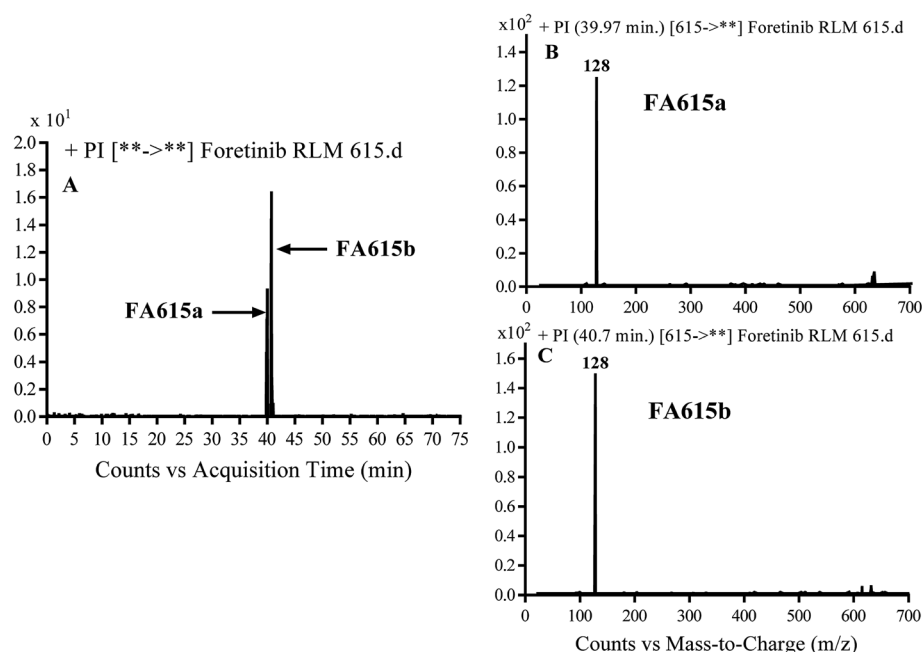 x 10¹
+ PI [**->**] Foretinib RLM 615.d
A
2.0
1.8
1.6
1.4
1.2
1.0
0.8
0.6
0.4
0.2
0.0
FA615b
FA615a
0 5 10 15 20 25 30 35 40 45 50 55 60 65 70 75
Counts vs Acquisition Time (min)
x10² + PI (39.97 min.) [615->**] Foretinib RLM 615.d
B
128
FA615a
1.4
1.2
1.0
0.8
0.6
0.4
0.2
0.0
0 100 200 300 400 500 600 700
x10² + PI (40.7 min.) [615->**] Foretinib RLM 615.d
C
128
FA615b
1.6
1.4
1.2
1.0
0.8
0.6
0.4
0.2
0.0
0 100 200 300 400 500 600 700
Counts vs Mass-to-Charge (m/z)